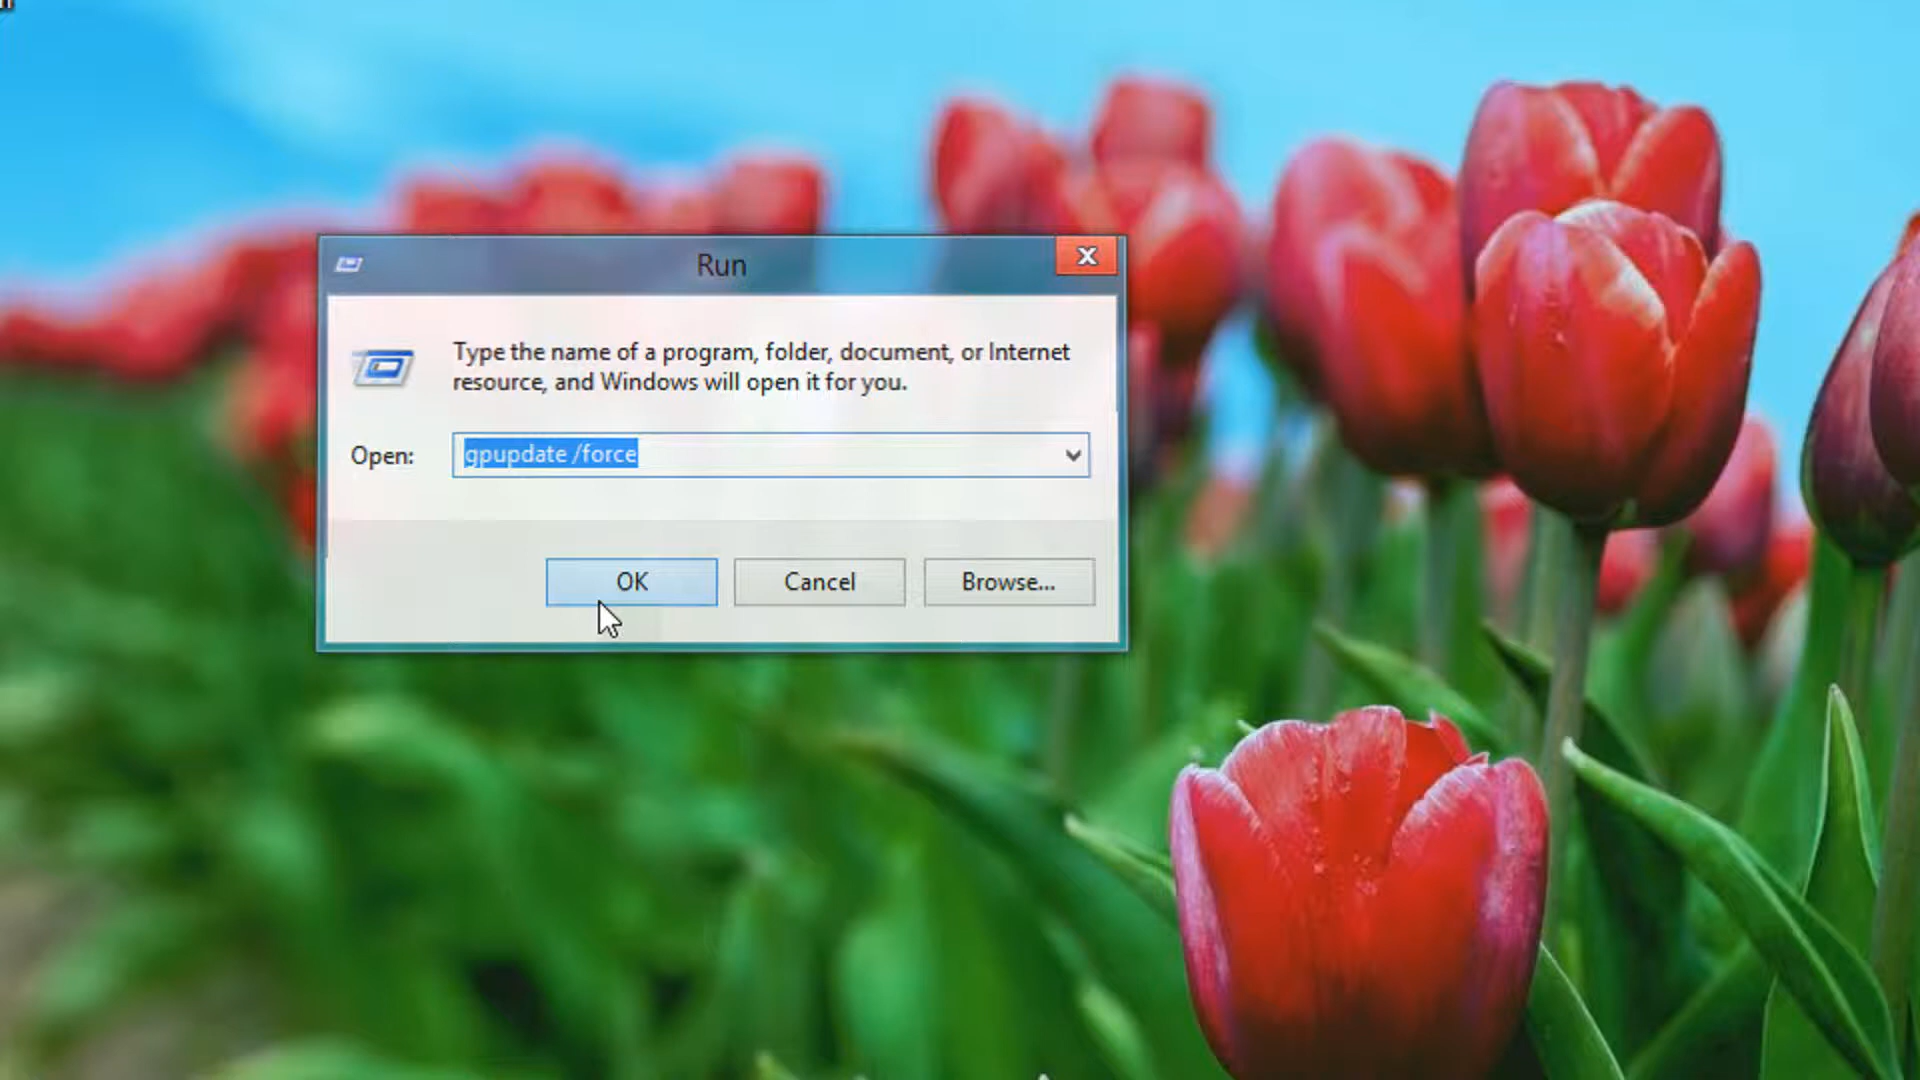 Run
Type the name of a program, folder, document, or Internet
resource, and Windows will open it for you.
Open:
gpupdate /force
OK
Cancel
Browse...